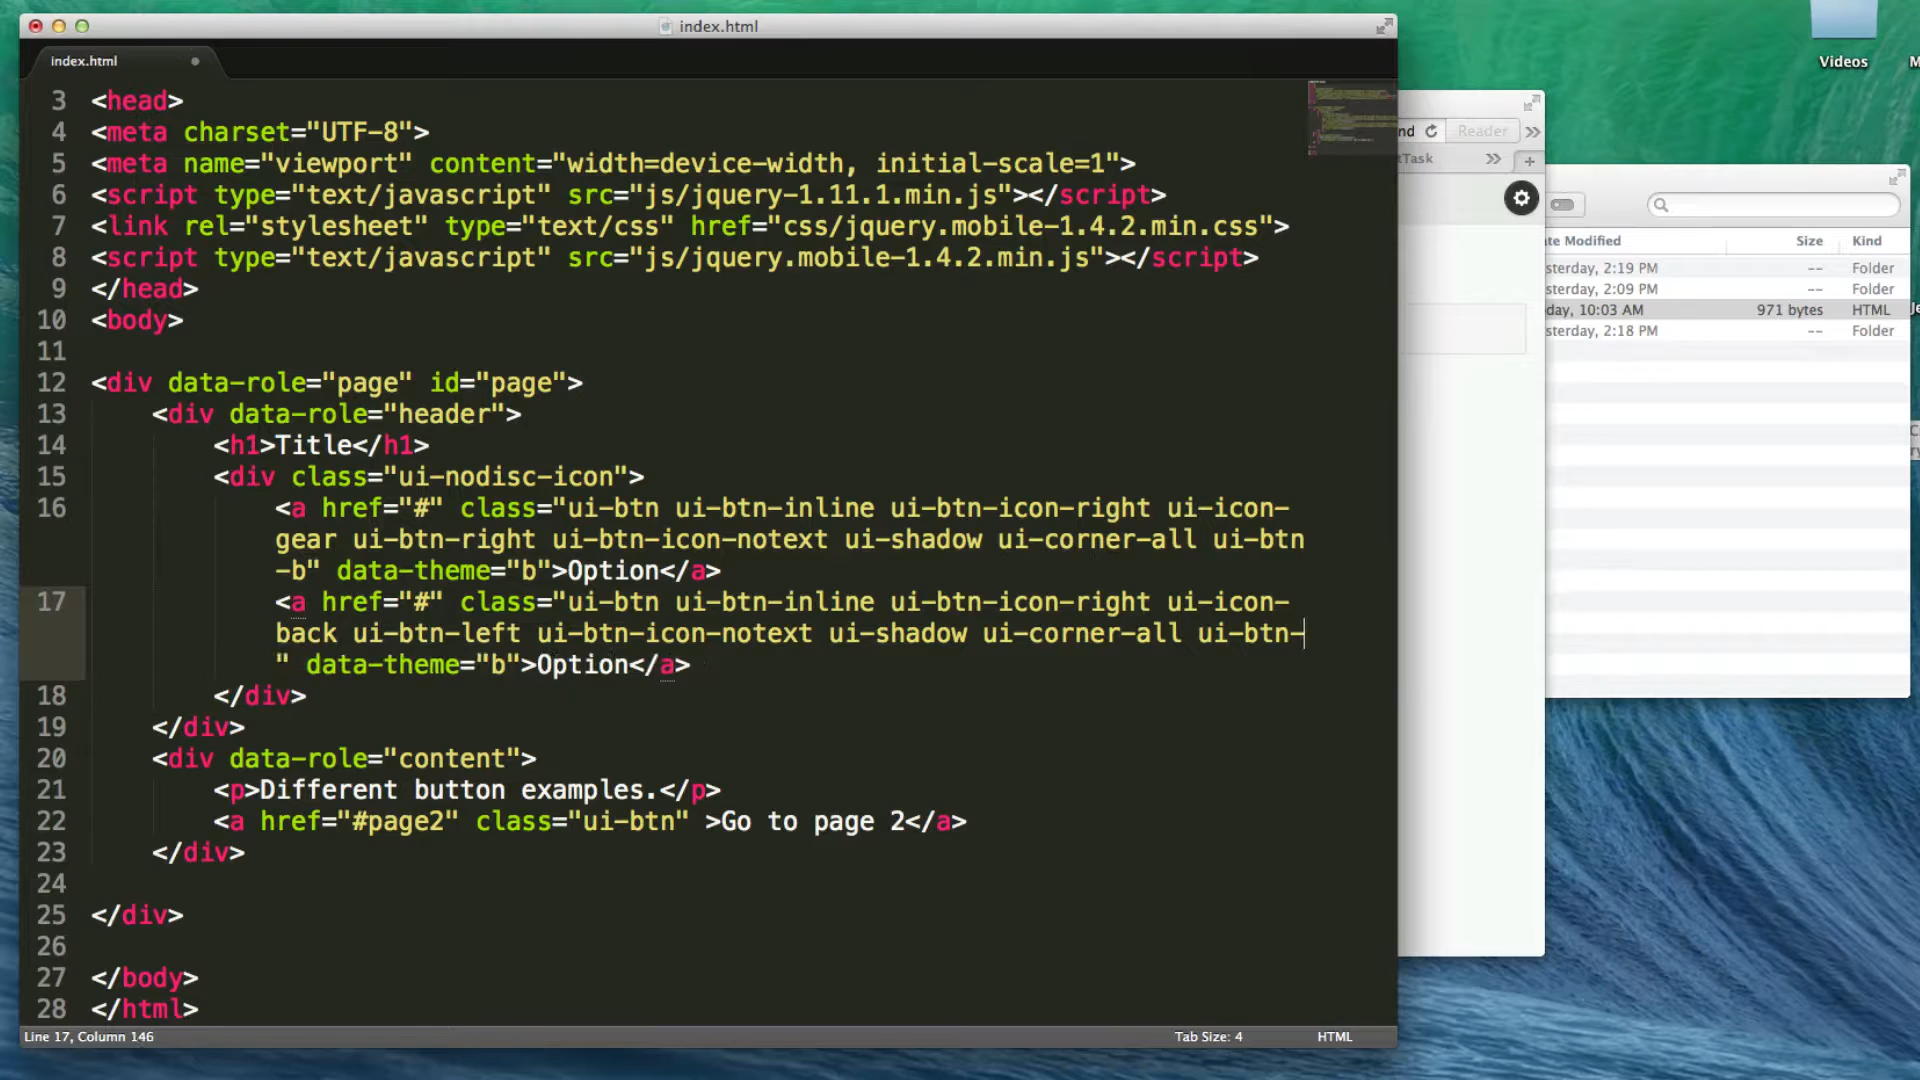 index.html
index.html
3 <head>
4 <meta charset="UTF-8">
5 <meta name="viewport" content="width=device-width, initial-scale=1">
6 <script type="text/javascript" src="js/jquery-1.11.1.min.js"></script>
7 <link rel="stylesheet" type="text/css" href="css/jquery.mobile-1.4.2.min.css">
8 <script type="text/javascript" src="js/jquery.mobile-1.4.2.min.js"></script>
9 </head>
10 <body>
11
12 <div data-role="page" id="page">
13 <div data-role="header">
14 <h1>Title</h1>
15 <div class="ui-nodisc-icon">
16 <a href="#" class="ui-btn ui-btn-inline ui-btn-icon-right ui-icon-
gear ui-btn-right ui-btn-icon-notext ui-shadow ui-corner-all ui-btn
-b" data-theme="b">Option</a>
17 <a href="#" class="ui-btn ui-btn-inline ui-btn-icon-right ui-icon-
back ui-btn-left ui-btn-icon-notext ui-shadow ui-corner-all ui-btn-
" data-theme="b">Option</a>
18 </div>
19 </div>
20 <div data-role="content">
21 <p>Different button examples.</p>
22 <a href="#page2" class="ui-btn" >Go to page 2</a>
23 </div>
24
25 </div>
26
27 </body>
28 </html>
Line 17, Column 146
Tab Size: 4
HTML
nd
Reader
tTask
ate Modified Size Kind
sterday, 2:19 PM -- Folder
sterday, 2:09 PM -- Folder
day, 10:03 AM 971 bytes HTML
sterday, 2:18 PM -- Folder
Videos